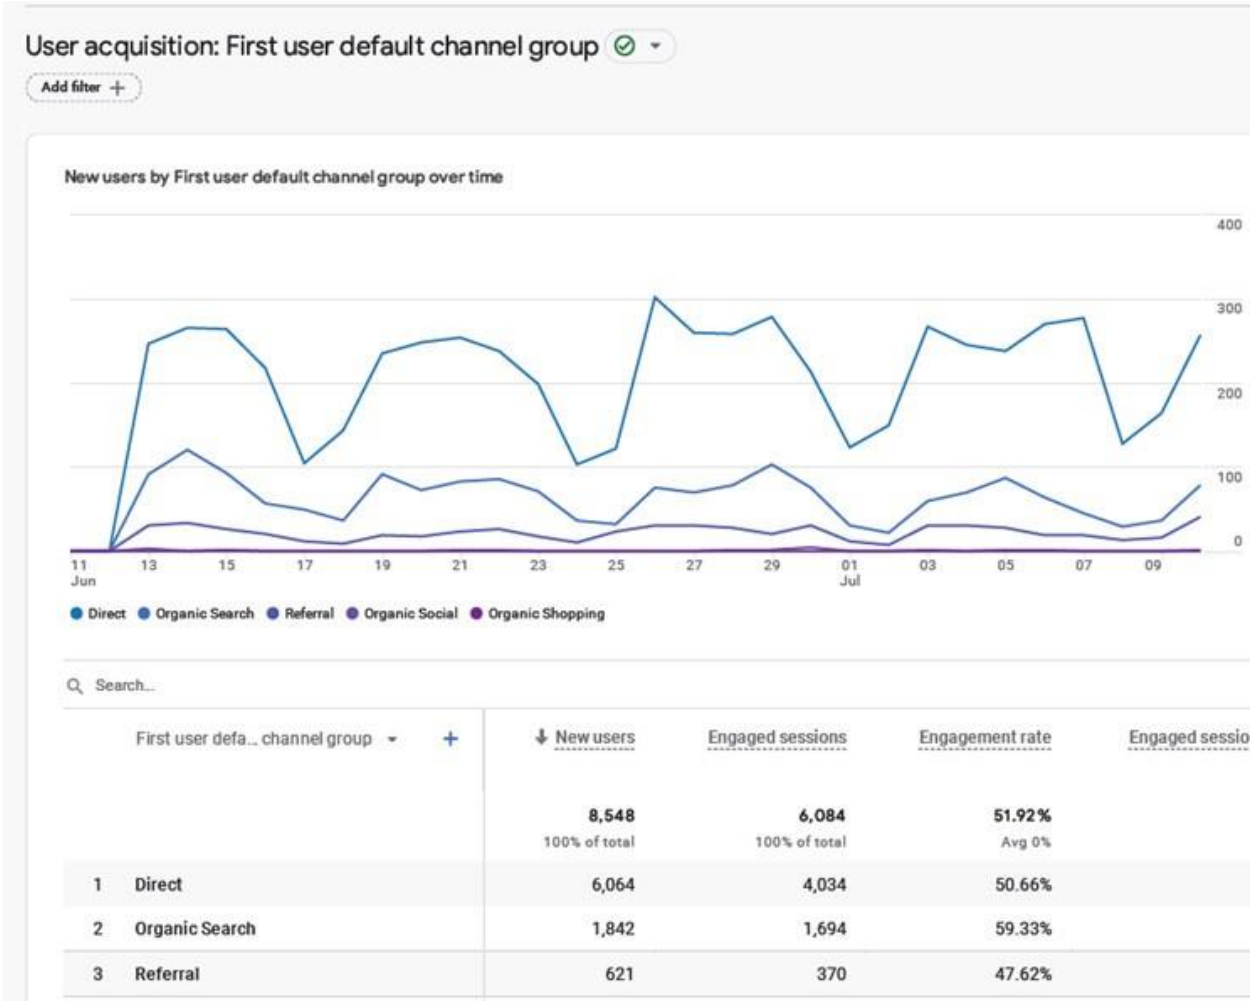 User acquisition: First user default channel group
Add filter +
New users by First user default channel group over time
400
300
200
100
0
11 13 15 17 19 21 23 25 27 29 01 03 05 07 09
Jun Jul
Direct Organic Search Referral Organic Social Organic Shopping
Search...
First user defa... channel group + ↓ New users Engaged sessions Engagement rate Engaged sessio
8,548 6,084 51.92%
100% of total 100% of total Avg 0%
1 Direct 6,064 4,034 50.66%
2 Organic Search 1,842 1,694 59.33%
3 Referral 621 370 47.62%